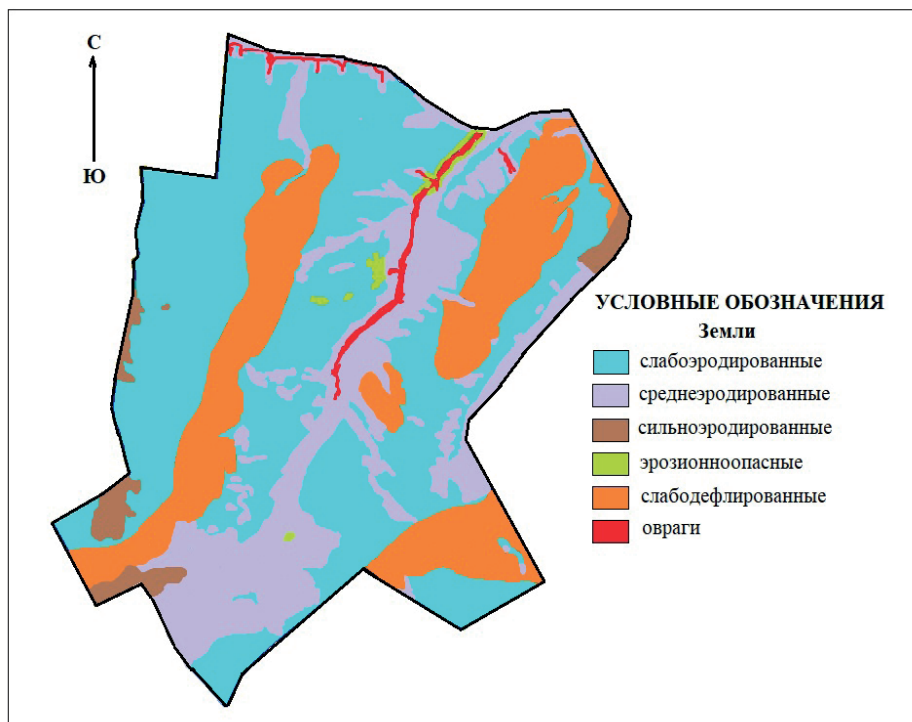 С
Ю
УСЛОВНЫЕ ОБОЗНАЧЕНИЯ
Земли
слабоэродированные
среднеэродированные
сильноэродированные
эрозионноопасные
слабодефлированные
овраги